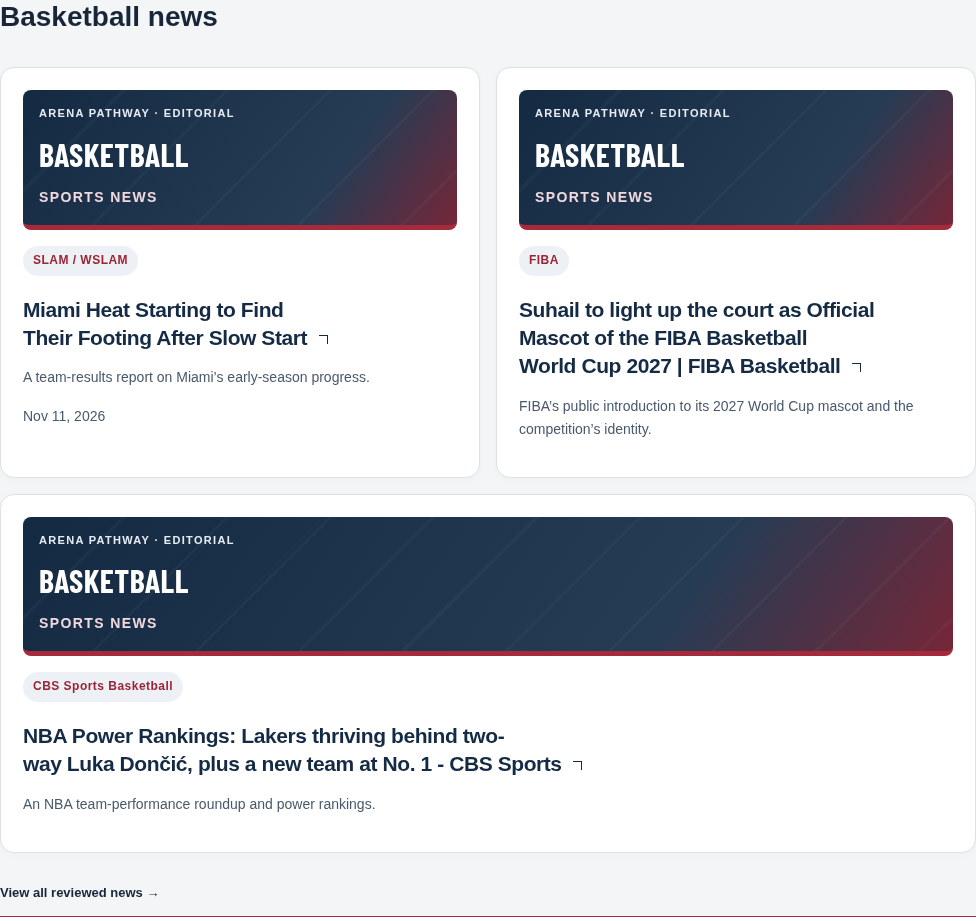 Basketball news
ARENA PATHWAY · EDITORIAL
BASKETBALL
SPORTS NEWS
SLAM / WSLAM
Miami Heat Starting to Find
Their Footing After Slow Start
A team-results report on Miami’s early-season progress.
Nov 11, 2026
ARENA PATHWAY · EDITORIAL
BASKETBALL
SPORTS NEWS
FIBA
Suhail to light up the court as Official
Mascot of the FIBA Basketball
World Cup 2027 | FIBA Basketball
FIBA’s public introduction to its 2027 World Cup mascot and the
competition’s identity.
ARENA PATHWAY · EDITORIAL
BASKETBALL
SPORTS NEWS
CBS Sports Basketball
NBA Power Rankings: Lakers thriving behind two-
way Luka Dončić, plus a new team at No. 1 - CBS Sports
An NBA team-performance roundup and power rankings.
View all reviewed news →